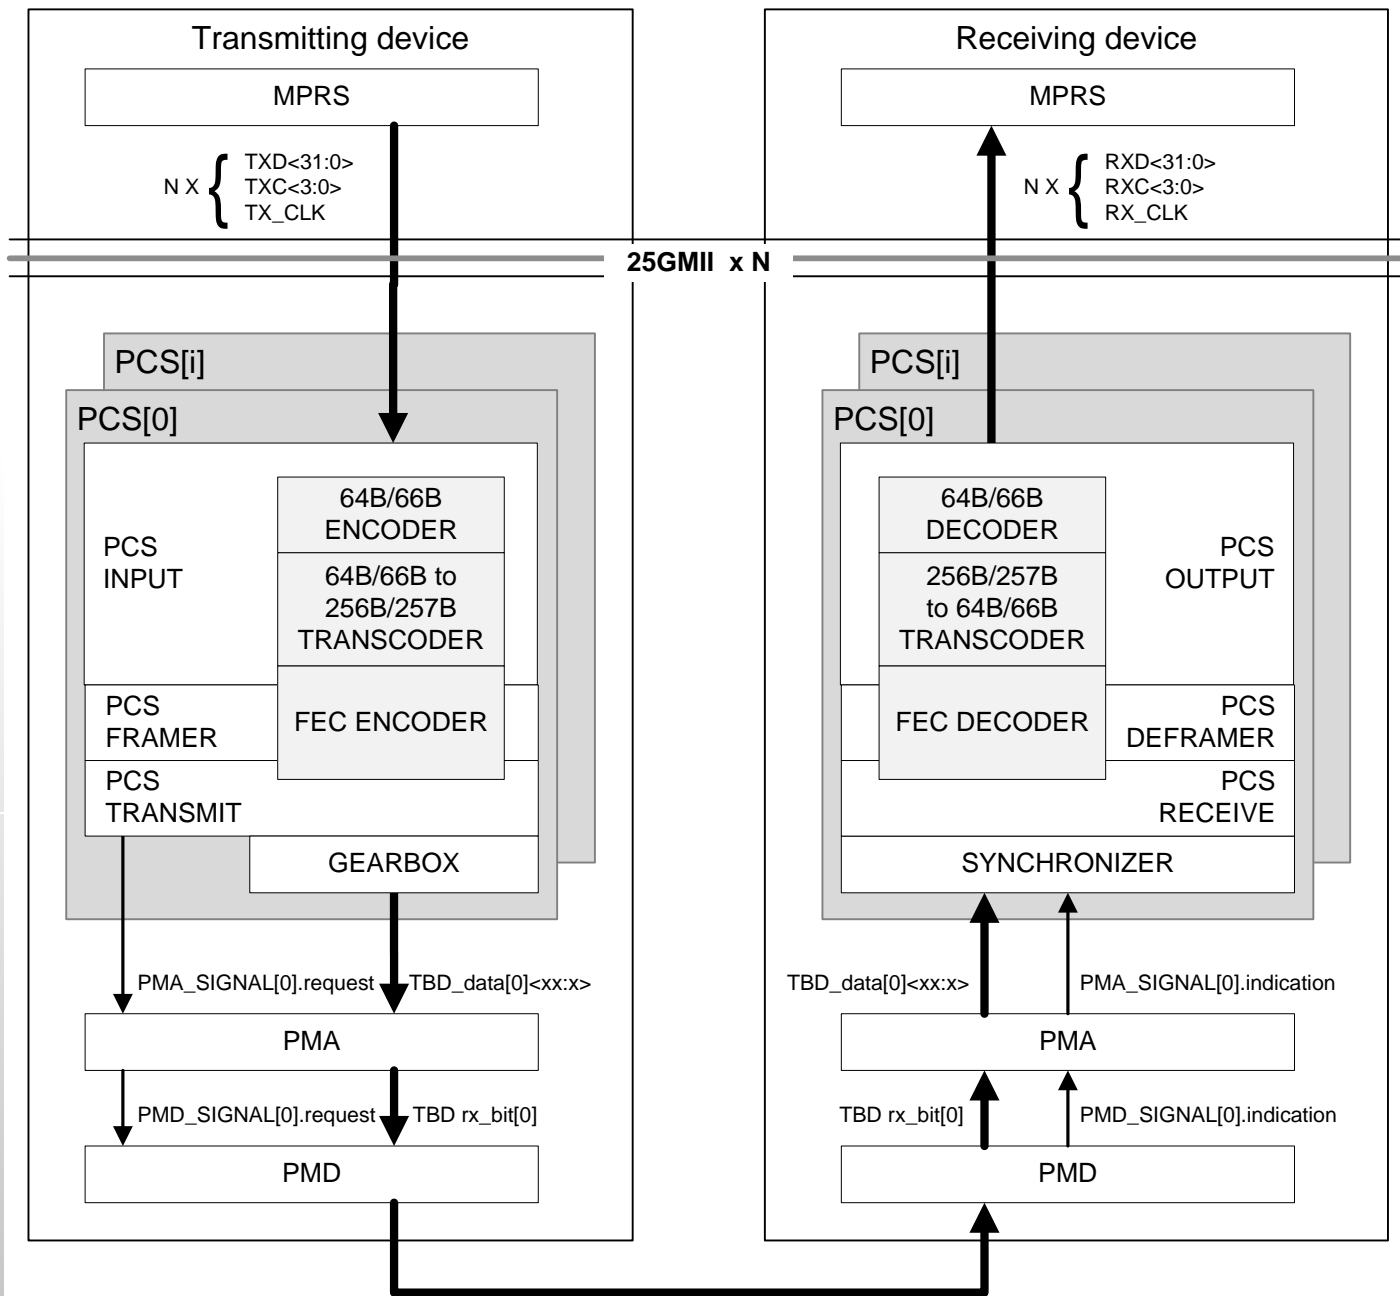 Transmitting device
MPRS
N X { TXD<31:0>
TXC<3:0>
TX_CLK
Receiving device
MPRS
N X { RXD<31:0>
RXC<3:0>
RX_CLK
25GMII x N
PCS[i]
PCS[0]
PCS
INPUT
64B/66B
ENCODER
64B/66B to
256B/257B
TRANSCODER
PCS
FRAMER
FEC ENCODER
PCS
TRANSMIT
GEARBOX
PMA_SIGNAL[0].request
TBD_data[0]<xx:x>
PMA
PMD_SIGNAL[0].request
TBD rx_bit[0]
PMD
PCS[i]
PCS[0]
64B/66B
DECODER
256B/257B
to 64B/66B
TRANSCODER
PCS
OUTPUT
FEC DECODER
PCS
DEFRAMER
PCS
RECEIVE
SYNCHRONIZER
TBD_data[0]<xx:x>
PMA_SIGNAL[0].indication
PMA
TBD rx_bit[0]
PMD_SIGNAL[0].indication
PMD